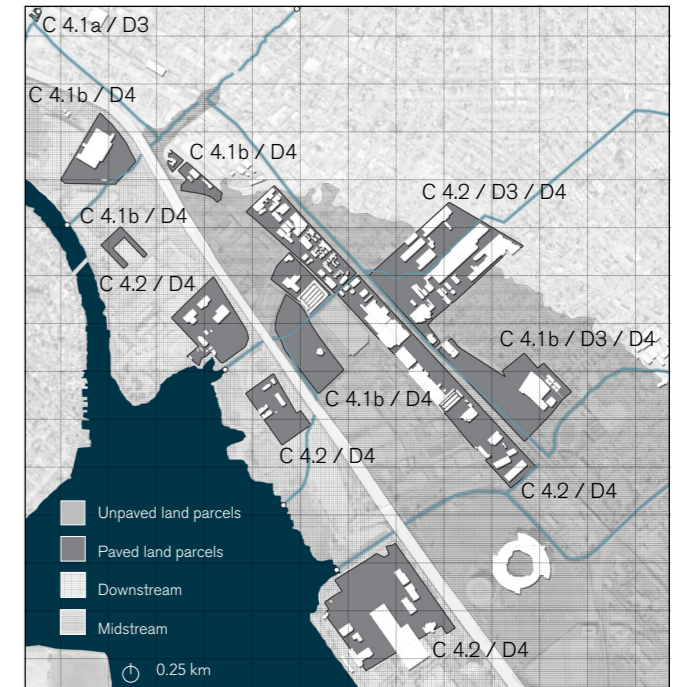 C 4.1a / D3
C 4.1b / D4
C 4.1b / D4
C 4.2 / D3 / D4
C 4.1b / D4
C 4.2 / D4
C 4.1b / D3 / D4
C 4.1b / D4
C 4.2 / D4
C 4.2 / D4
Unpaved land parcels
Paved land parcels
Downstream
Midstream
C 4.2 / D4
0.25 km